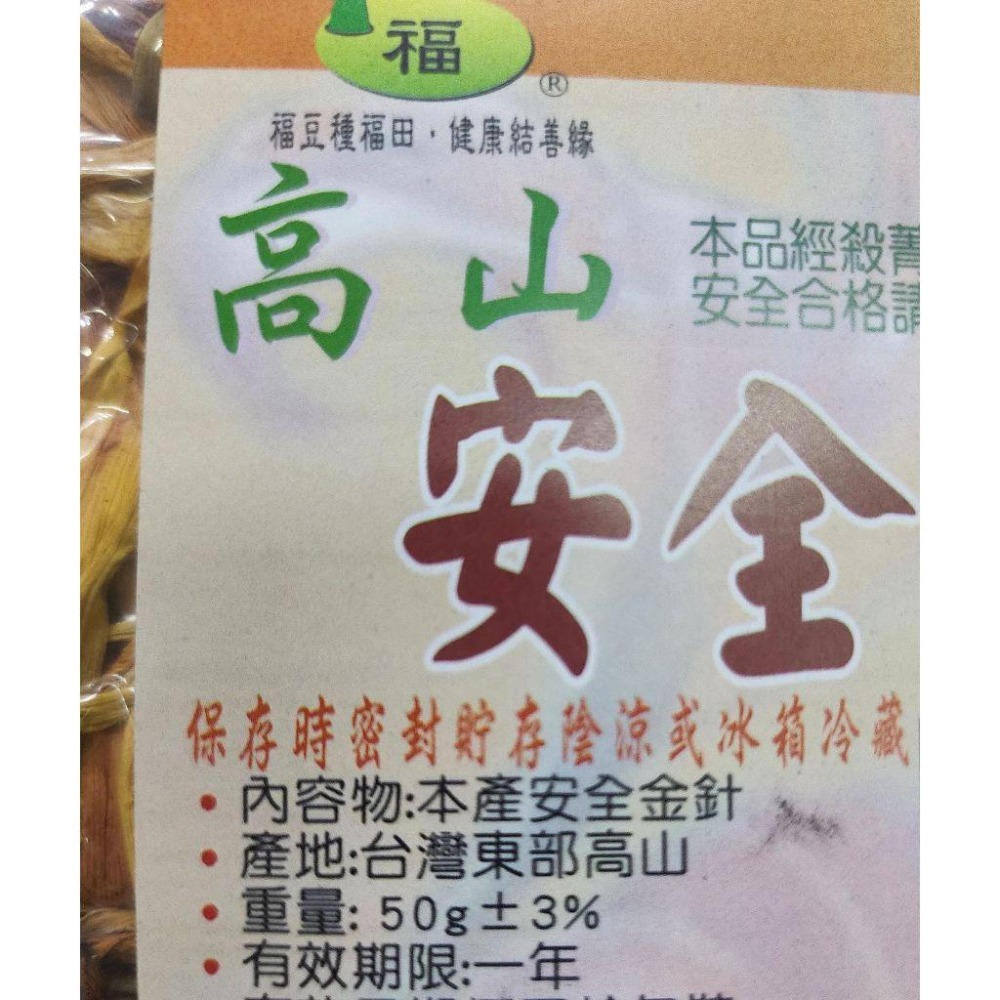 福
®
福豆種福田，健康結善緣
高山
本品經殺菁
安全合格請
安全
保存時密封貯存陰涼或冰箱冷藏
• 內容物:本產安全金針
• 產地:台灣東部高山
• 重量: 50g±3%
• 有效期限:一年